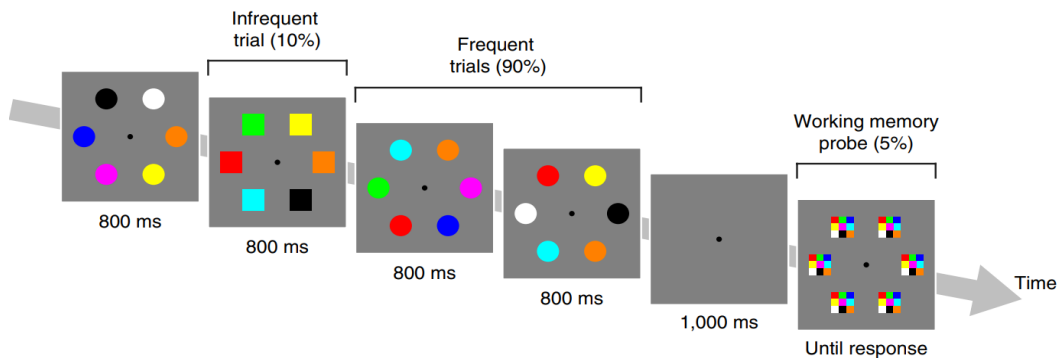 Infrequent
trial (10%)
Frequent
trials (90%)
Working memory
probe (5%)
800 ms
800 ms
800 ms
800 ms
1,000 ms
Until response
Time